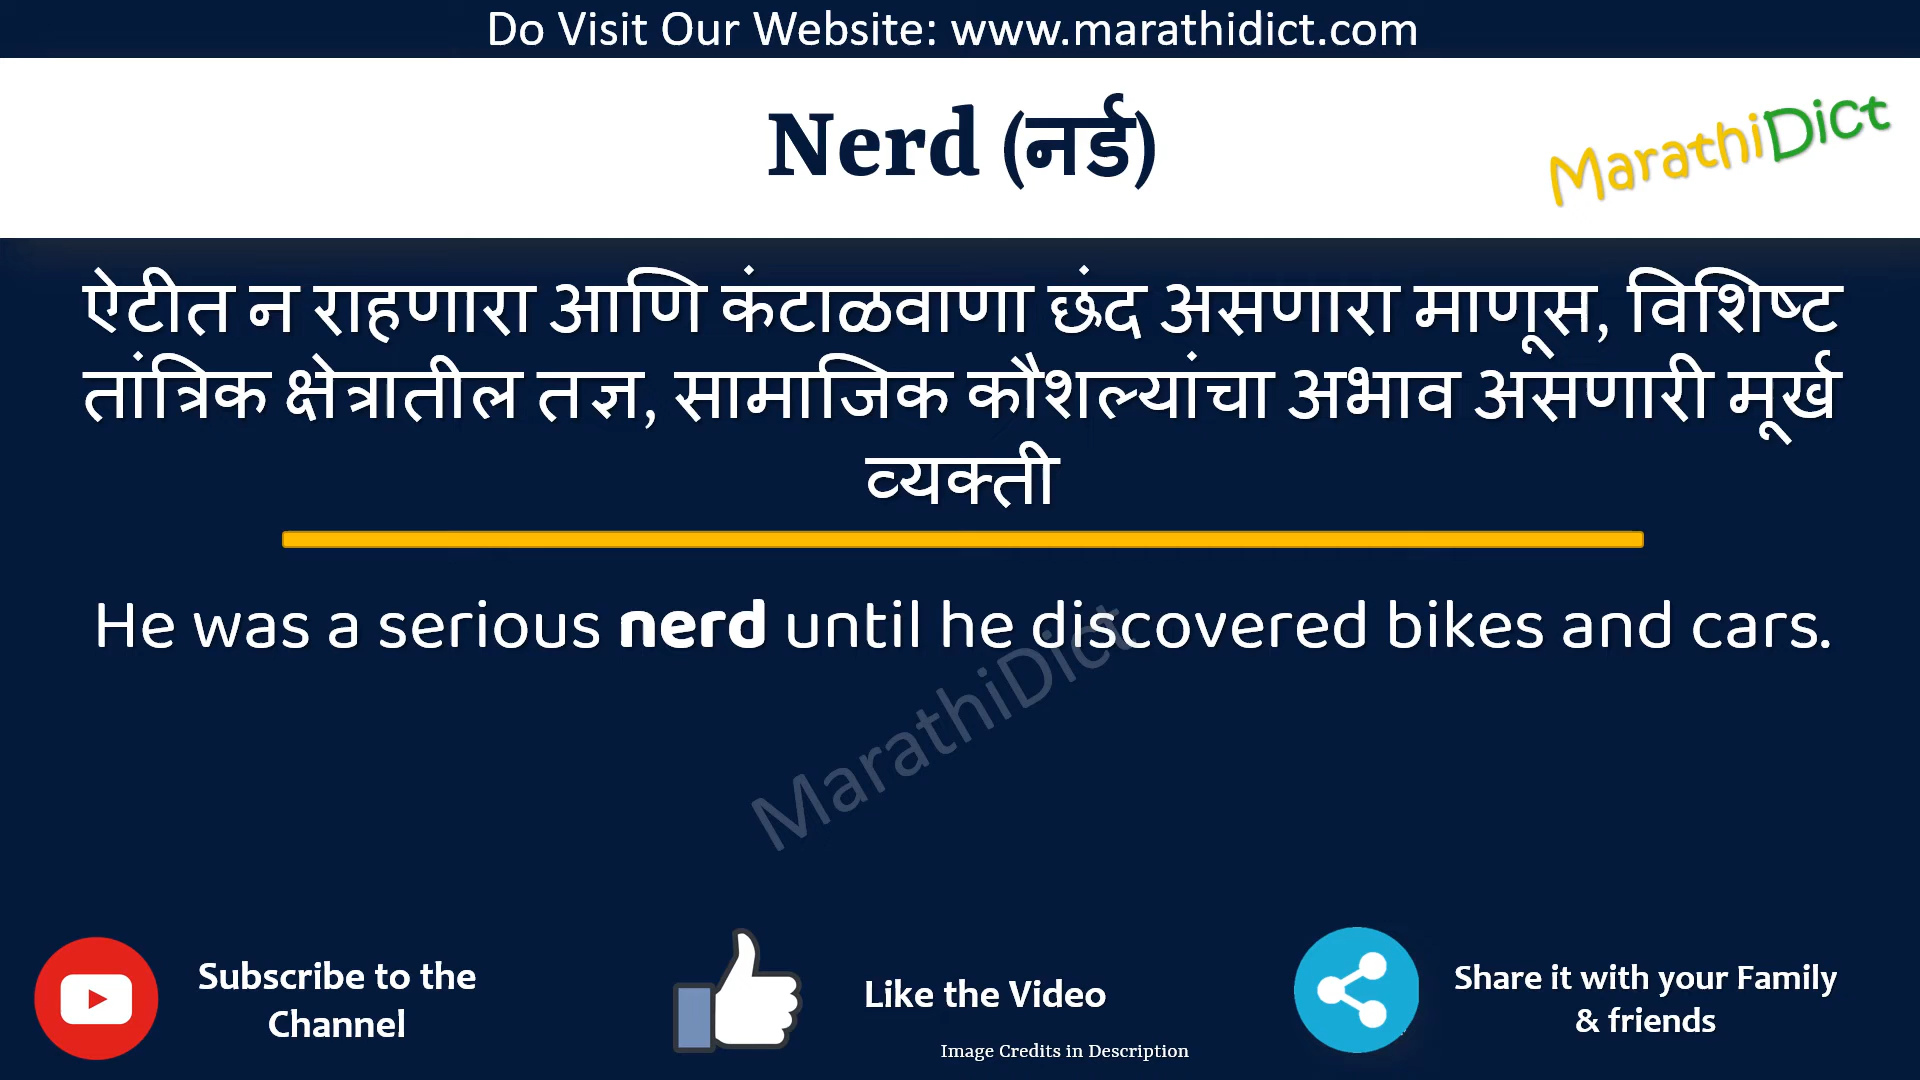 Do Visit Our Website: www.marathidict.com
Nerd (नर्ड)
MarathiDict
ऐटीत न राहणारा आणि कंटाळवाणा छंद असणारा माणूस, विशिष्ट
तांत्रिक क्षेत्रातील तज्ञ, सामाजिक कौशल्यांचा अभाव असणारी मूर्ख
व्यक्ती
He was a serious nerd until he discovered bikes and cars.
MarathiDict
Subscribe to the
Channel
Like the Video
Share it with your Family
& friends
Image Credits in Description